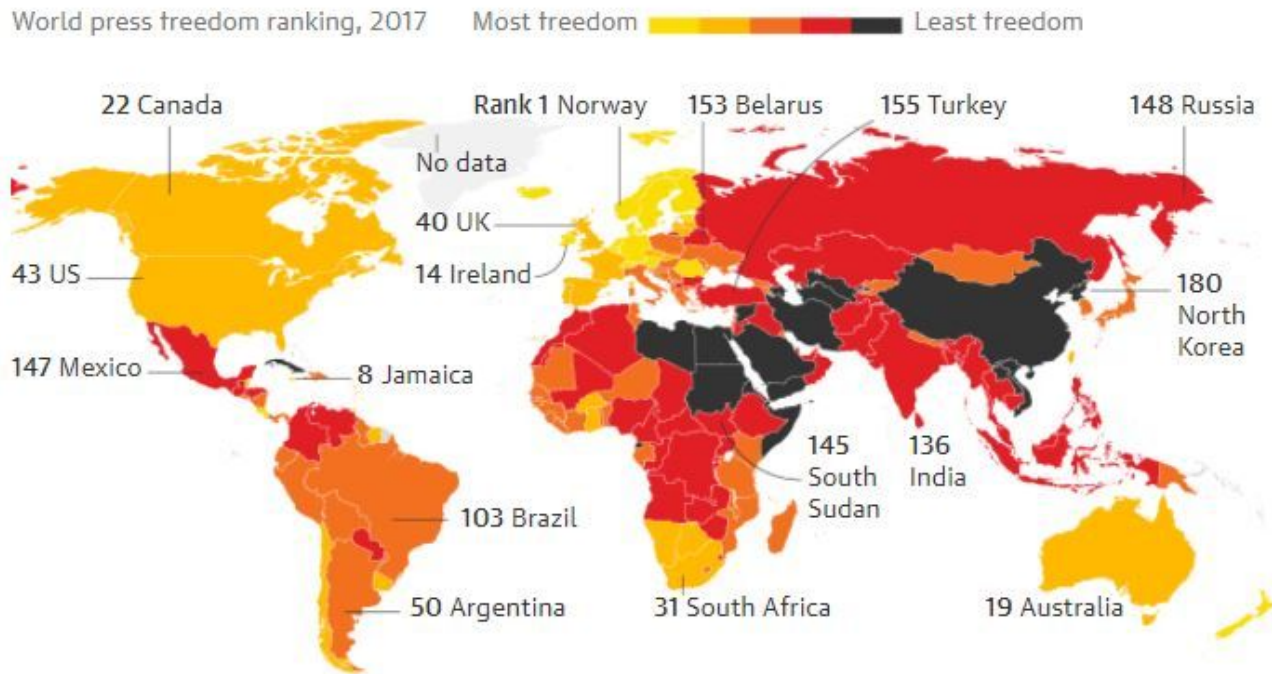 World press freedom ranking, 2017
Most freedom
Least freedom
22 Canada
Rank 1 Norway
153 Belarus
155 Turkey
148 Russia
No data
40 UK
43 US
14 Ireland
180
North
Korea
147 Mexico
8 Jamaica
145
South
Sudan
136
India
103 Brazil
50 Argentina
31 South Africa
19 Australia